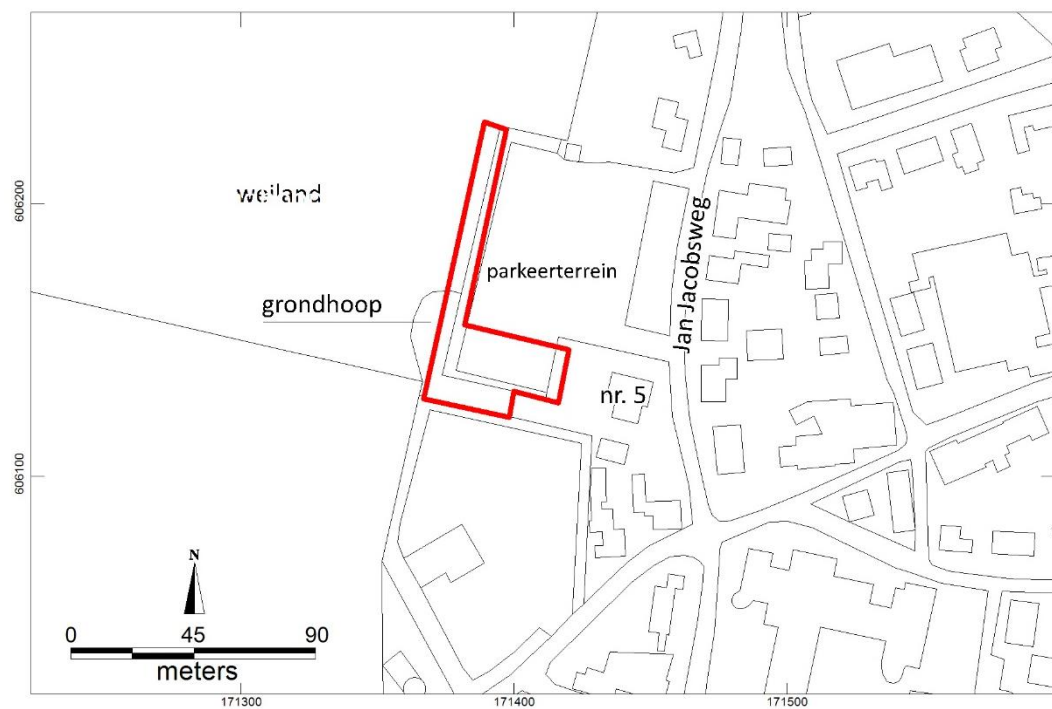 606200
weiland
parkeerterrein
Jan Jacobsweg
grondhoop
nr. 5
606100
N
0 45 90
meters
171300 171400 171500